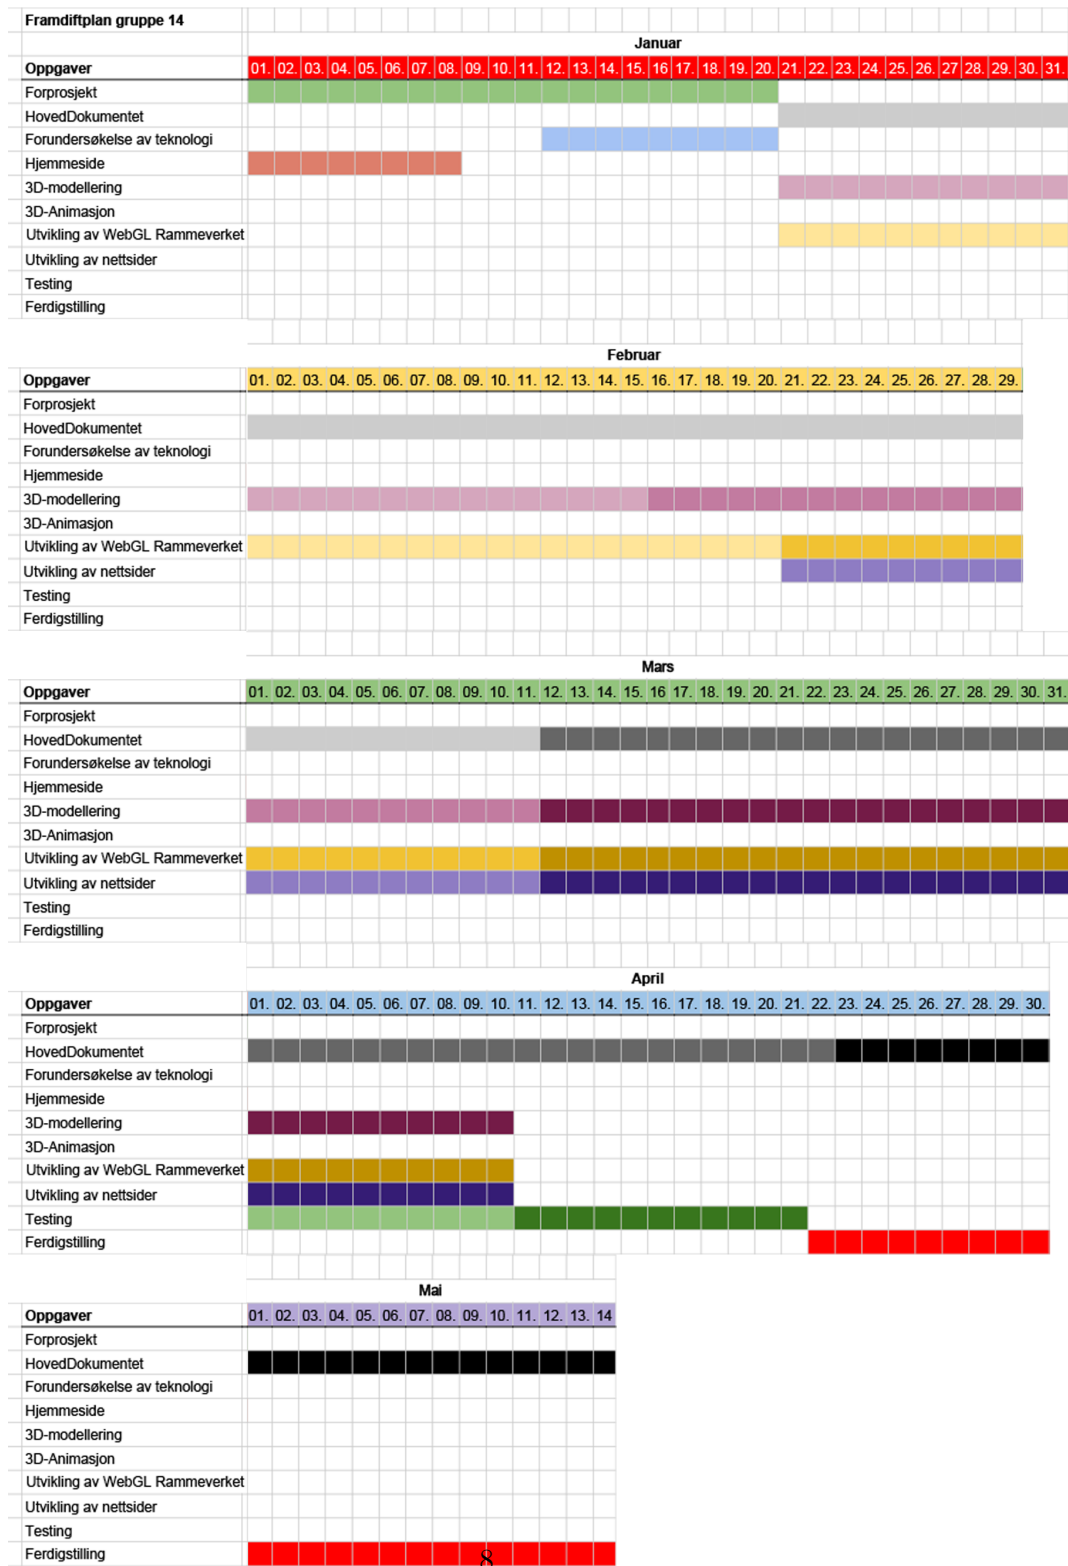 Framdiftplan gruppe 14
Januar
Oppgaver 01. 02. 03. 04. 05. 06. 07. 08. 09. 10. 11. 12. 13. 14. 15. 16 17. 18. 19. 20. 21. 22. 23. 24. 25. 26. 27 28. 29. 30. 31.
Forprosjekt
HovedDokumentet
Forundersøkelse av teknologi
Hjemmeside
3D-modellering
3D-Animasjon
Utvikling av WebGL Rammeverket
Utvikling av nettsider
Testing
Ferdigstilling
Februar
Oppgaver 01. 02. 03. 04. 05. 06. 07. 08. 09. 10. 11. 12. 13. 14. 15. 16. 17. 18. 19. 20. 21. 22. 23. 24. 25. 26. 27. 28. 29.
Forprosjekt
HovedDokumentet
Forundersøkelse av teknologi
Hjemmeside
3D-modellering
3D-Animasjon
Utvikling av WebGL Rammeverket
Utvikling av nettsider
Testing
Ferdigstilling
Mars
Oppgaver 01. 02. 03. 04. 05. 06. 07. 08. 09. 10. 11. 12. 13. 14. 15. 16 17. 18. 19. 20. 21. 22. 23. 24. 25. 26. 27. 28. 29. 30. 31.
Forprosjekt
HovedDokumentet
Forundersøkelse av teknologi
Hjemmeside
3D-modellering
3D-Animasjon
Utvikling av WebGL Rammeverket
Utvikling av nettsider
Testing
Ferdigstilling
April
Oppgaver 01. 02. 03. 04. 05. 06. 07. 08. 09. 10. 11. 12. 13. 14. 15. 16. 17. 18. 19. 20. 21. 22. 23. 24. 25. 26. 27. 28. 29. 30.
Forprosjekt
HovedDokumentet
Forundersøkelse av teknologi
Hjemmeside
3D-modellering
3D-Animasjon
Utvikling av WebGL Rammeverket
Utvikling av nettsider
Testing
Ferdigstilling
Mai
Oppgaver 01. 02. 03. 04. 05. 06. 07. 08. 09. 10. 11. 12. 13. 14
Forprosjekt
HovedDokumentet
Forundersøkelse av teknologi
Hjemmeside
3D-modellering
3D-Animasjon
Utvikling av WebGL Rammeverket
Utvikling av nettsider
Testing
Ferdigstilling
8